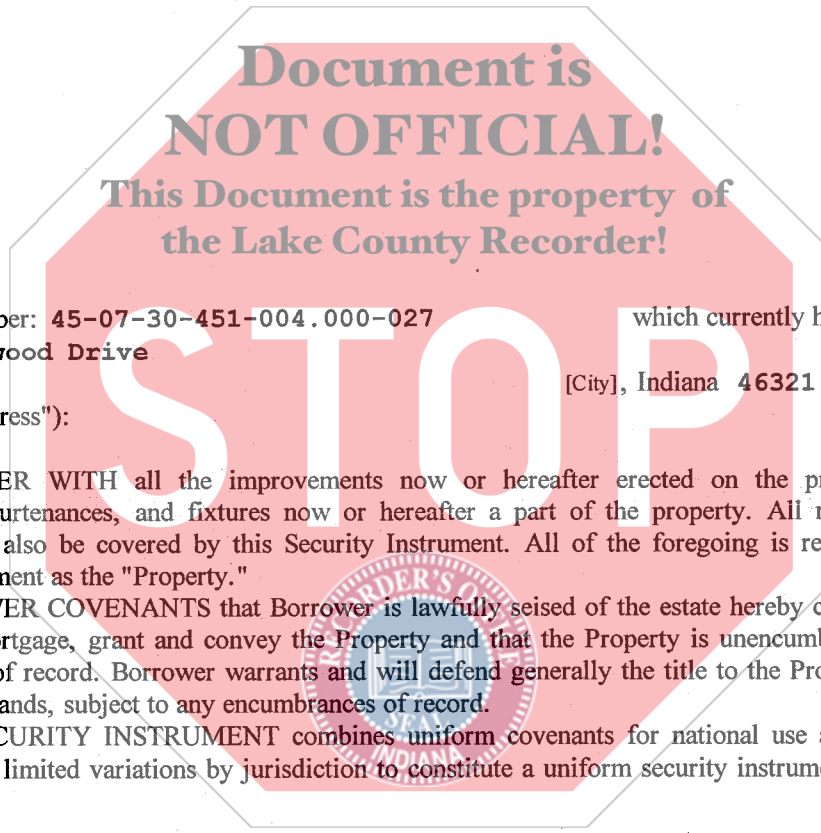 Document is
NOT OFFICIAL!
This Document is the property of
the Lake County Recorder!
ber: 45-07-30-451-004.000-027 which currently h
wood Drive
[City], Indiana 46321
ress"):
STOP
ER WITH all the improvements now or hereafter erected on the pr
urtenances, and fixtures now or hereafter a part of the property. All r
also be covered by this Security Instrument. All of the foregoing is re
ment as the "Property."
VER COVENANTS that Borrower is lawfully seised of the estate hereby c
rtgage, grant and convey the Property and that the Property is unencumb
of record. Borrower warrants and will defend generally the title to the Pro
ands, subject to any encumbrances of record.
CURITY INSTRUMENT combines uniform covenants for national use a
limited variations by jurisdiction to constitute a uniform security instrume
SEAL
INDIANA